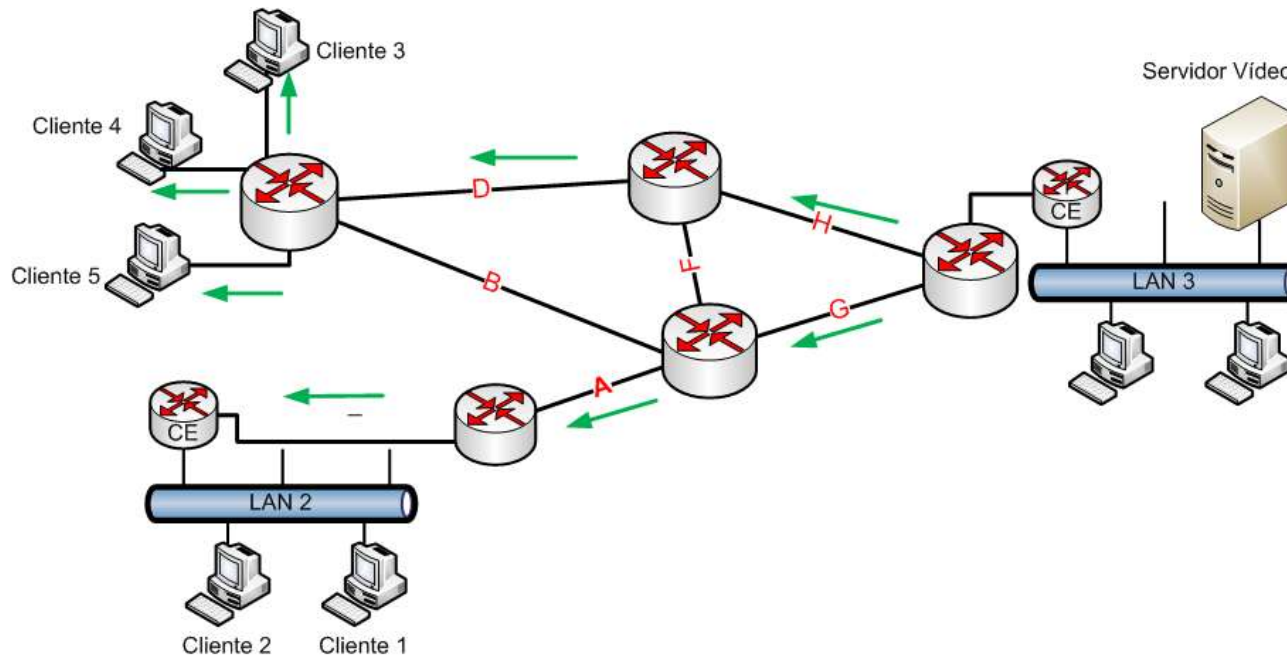 Cliente 3
Servidor Vídeo
Cliente 4
D
H
CE
Cliente 5
B
F
G
LAN 3
A
–
CE
LAN 2
Cliente 2
Cliente 1